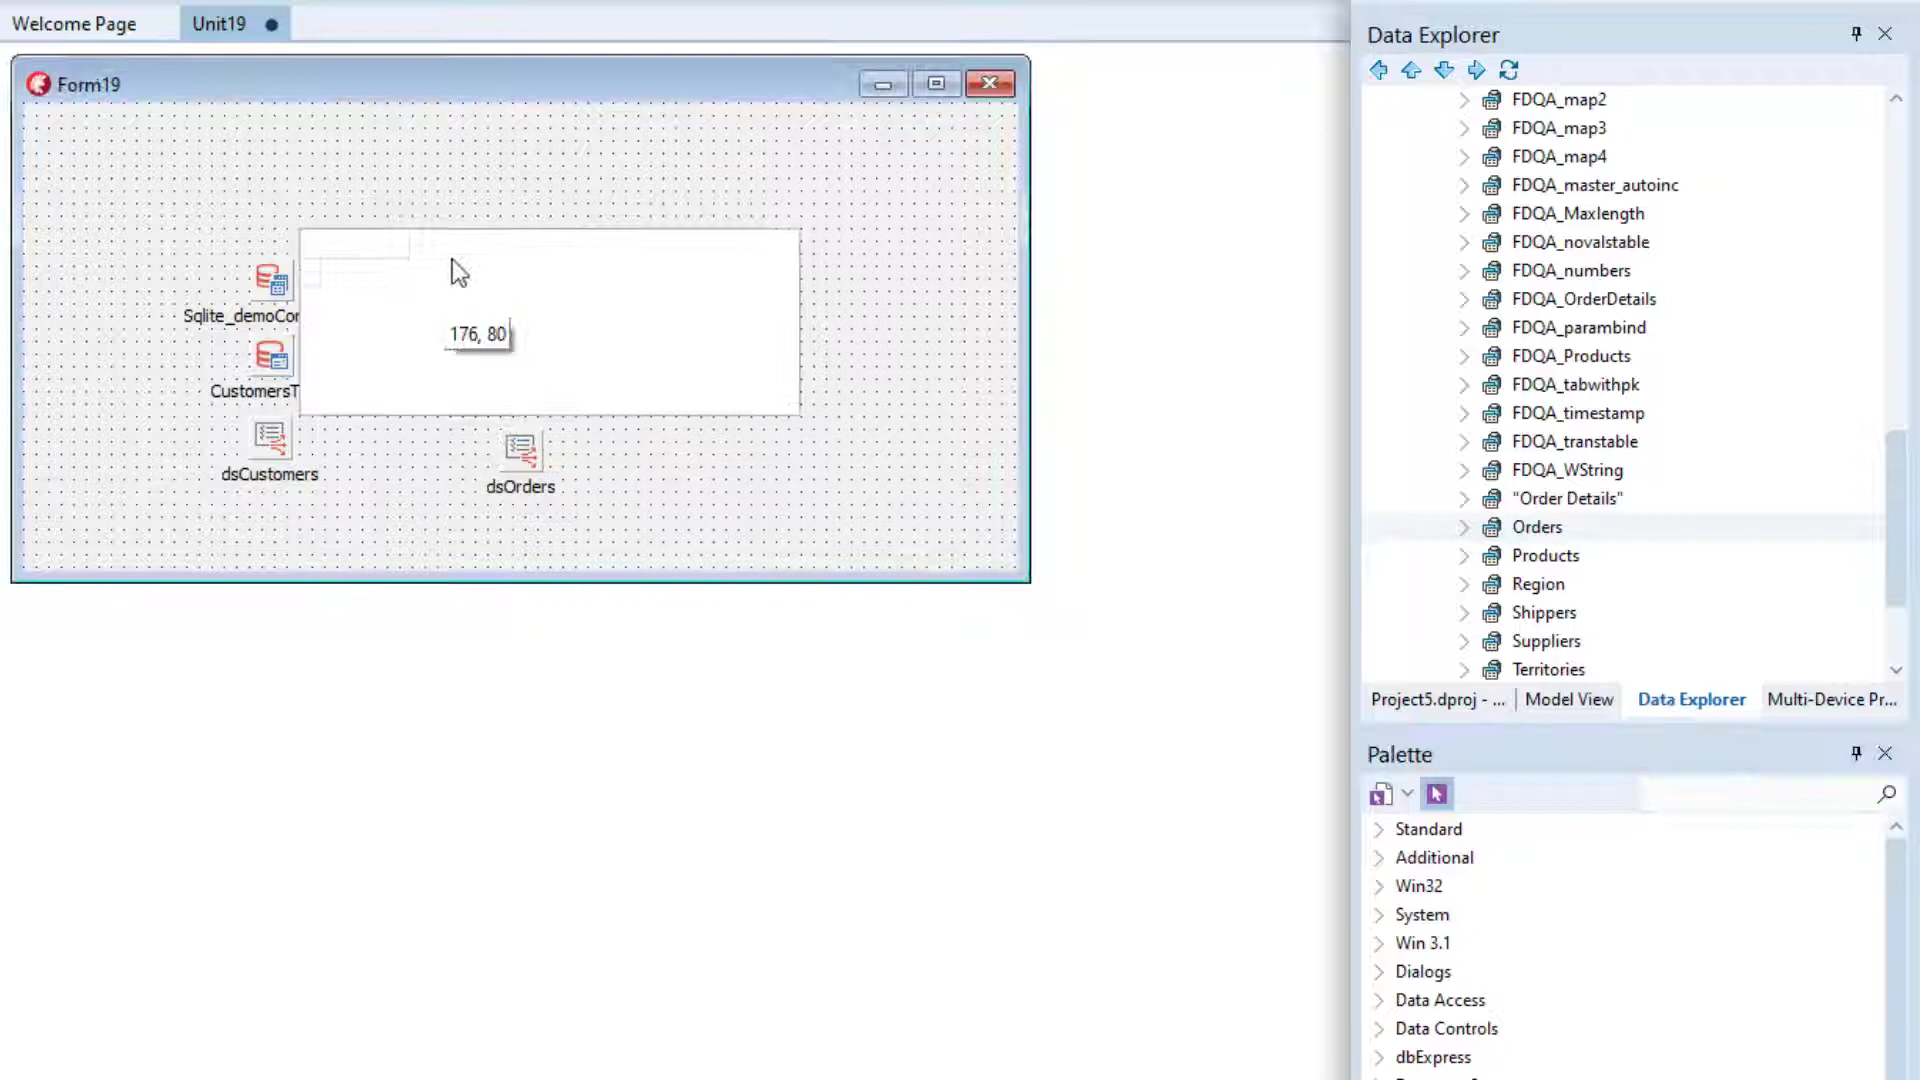 Welcome Page
Unit19
Form19
Sqlite_demoCor
176, 80
CustomersT
dsCustomers
dsOrders
Data Explorer
FDQA_map2
FDQA_map3
FDQA_map4
FDQA_master_autoinc
FDQA_Maxlength
FDQA_novalstable
FDQA_numbers
FDQA_OrderDetails
FDQA_parambind
FDQA_Products
FDQA_tabwithpk
FDQA_timestamp
FDQA_transtable
FDQA_WString
"Order Details"
Orders
Products
Region
Shippers
Suppliers
Territories
Project5.dproj - ... Model View Data Explorer Multi-Device Pr...
Palette
Standard
Additional
Win32
System
Win 3.1
Dialogs
Data Access
Data Controls
dbExpress